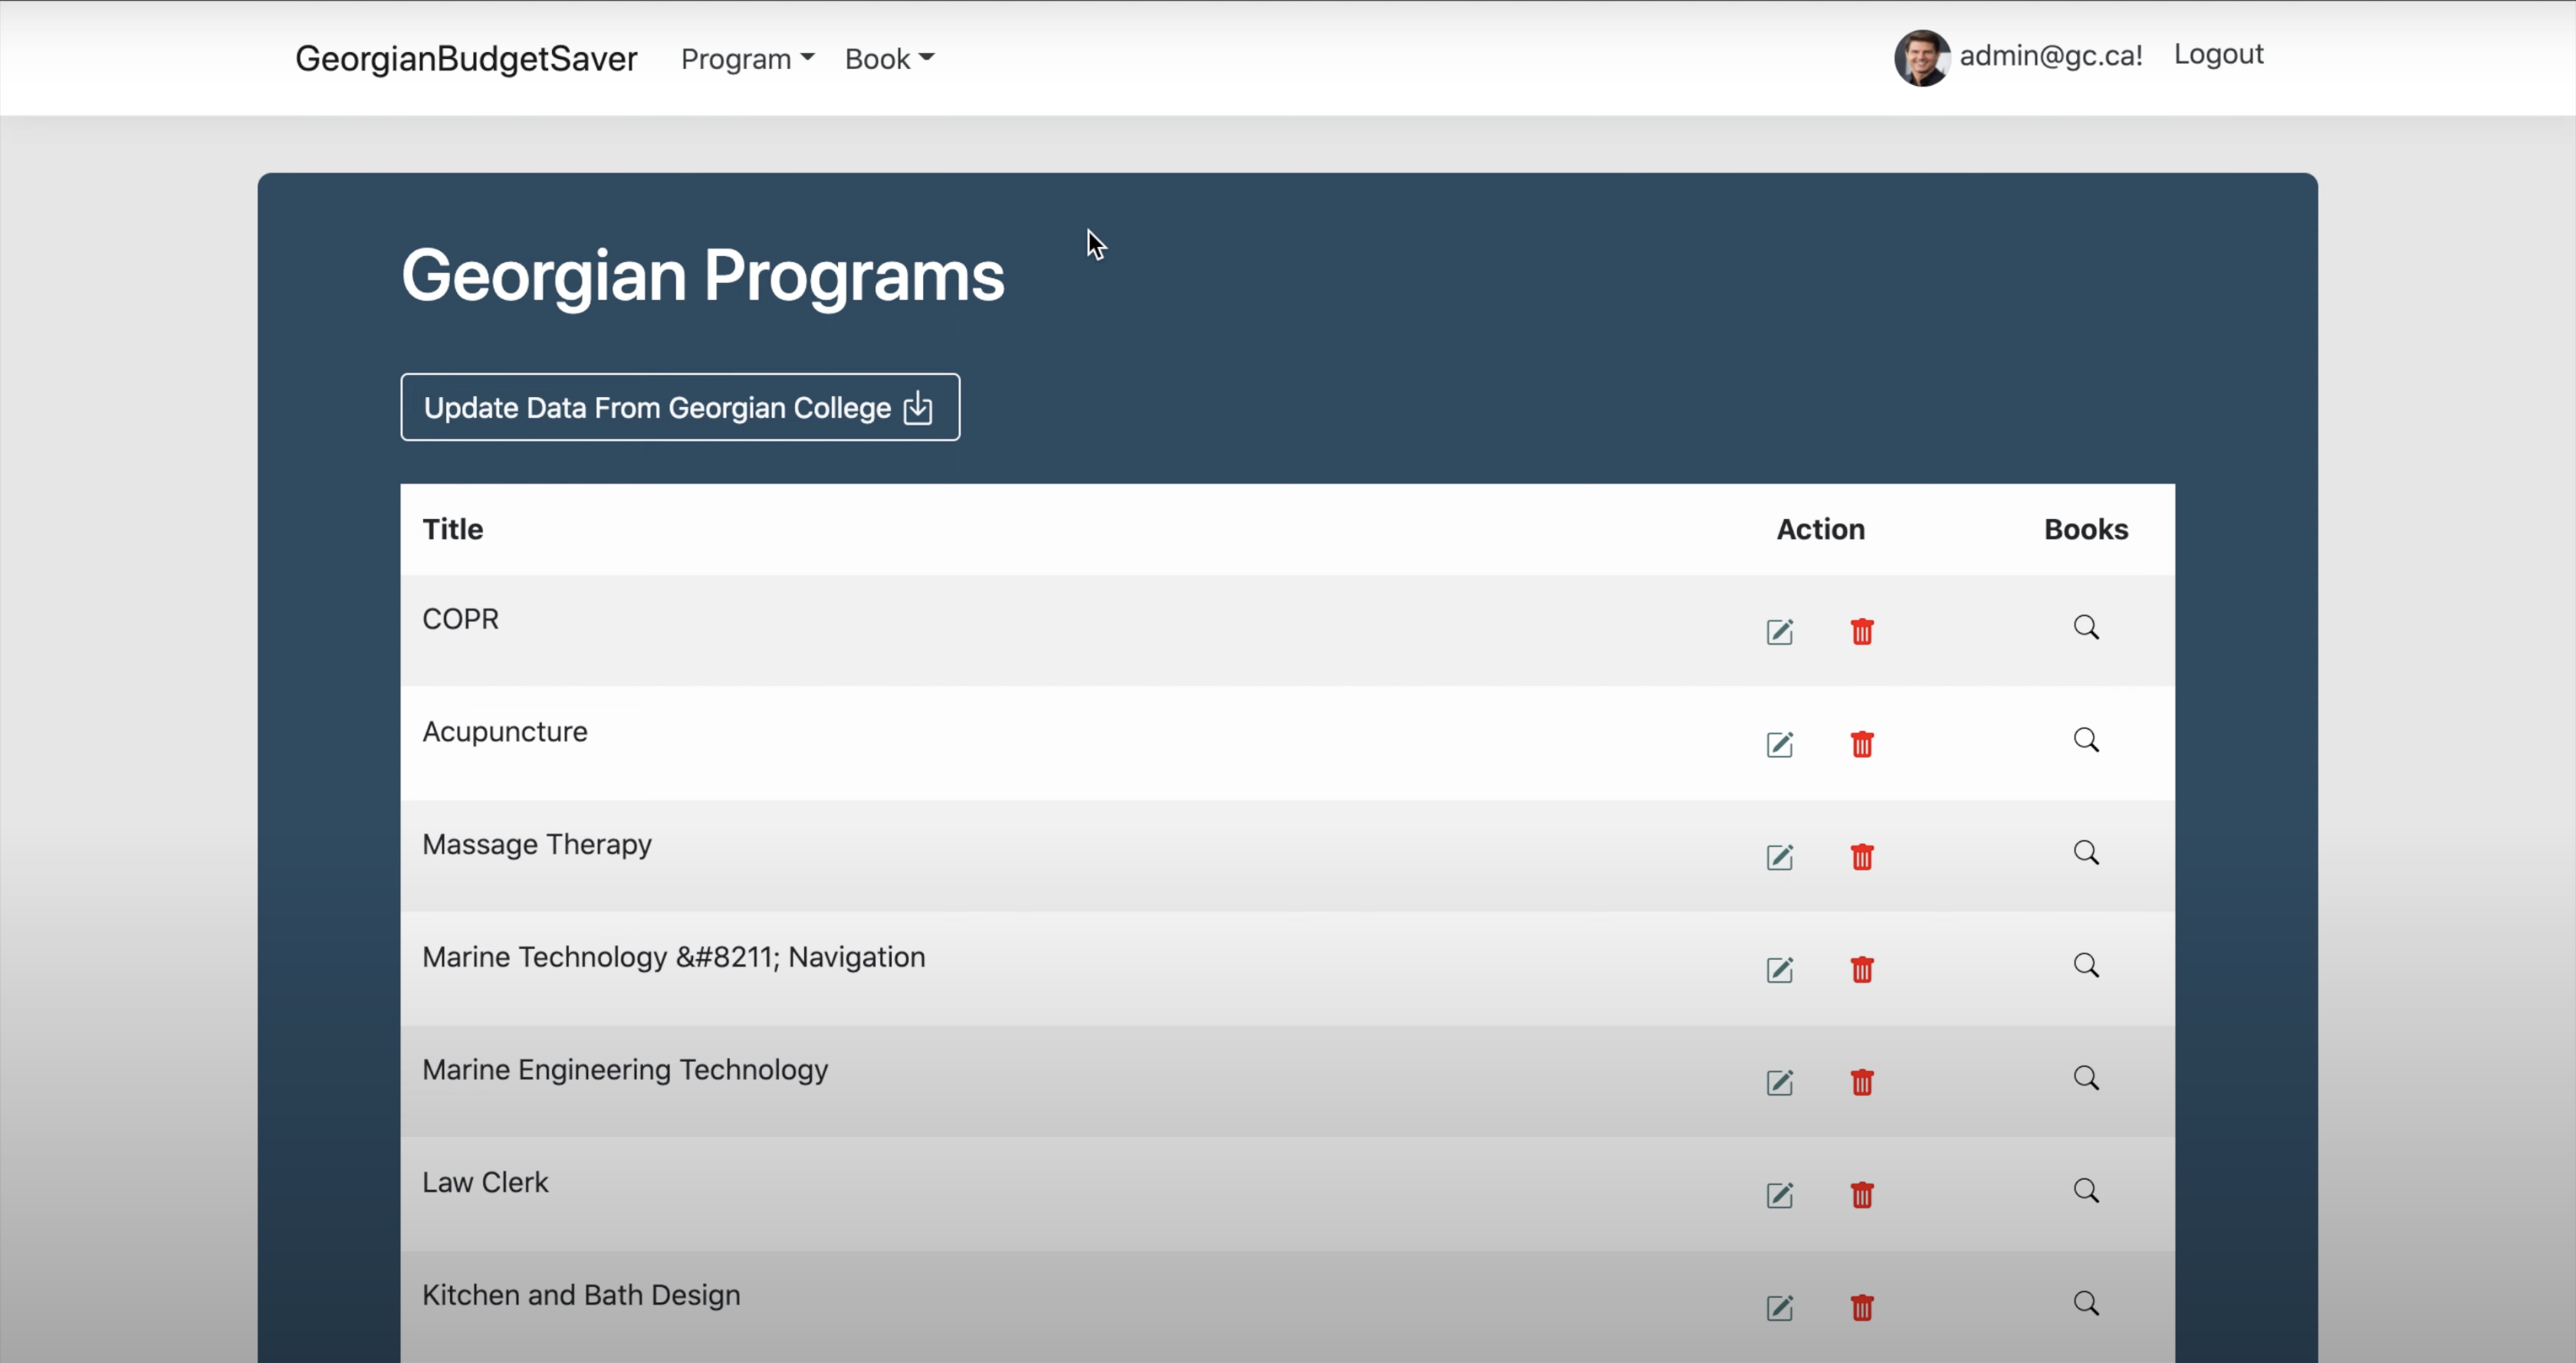 GeorgianBudgetSaver Program Book admin@gc.ca! Logout
Georgian Programs
Update Data From Georgian College
Title Action Books
COPR
Acupuncture
Massage Therapy
Marine Technology &#8211; Navigation
Marine Engineering Technology
Law Clerk
Kitchen and Bath Design